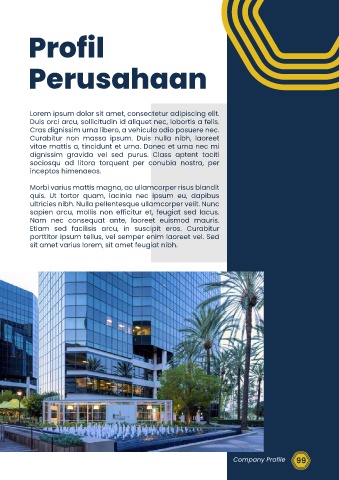 Profil
Perusahaan
Lorem ipsum dolor sit amet, consectetur adipiscing elit.
Duis orci arcu, sollicitudin id aliquet nec, lobortis a felis.
Cras dignissim urna libero, a vehicula odio posuere nec.
Curabitur non massa ipsum. Duis nulla nibh, laoreet
vitae mattis a, tincidunt et urna. Donec et urna nec mi
dignissim gravida vel sed purus. Class aptent taciti
sociosqu ad litora torquent per conubia nostra, per
inceptos himenaeos.
Morbi varius mattis magna, ac ullamcorper risus blandit
quis. Ut tortor quam, lacinia nec ipsum eu, dapibus
ultricies nibh. Nulla pellentesque ullamcorper velit. Nunc
sapien arcu, mollis non efficitur et, feugiat sed lacus.
Nam nec consequat ante, laoreet euismod mauris.
Etiam sed facilisis arcu, in suscipit eros. Curabitur
porttitor ipsum tellus, vel semper enim laoreet vel. Sed
sit amet varius lorem, sit amet feugiat nibh.
Company Profile 99